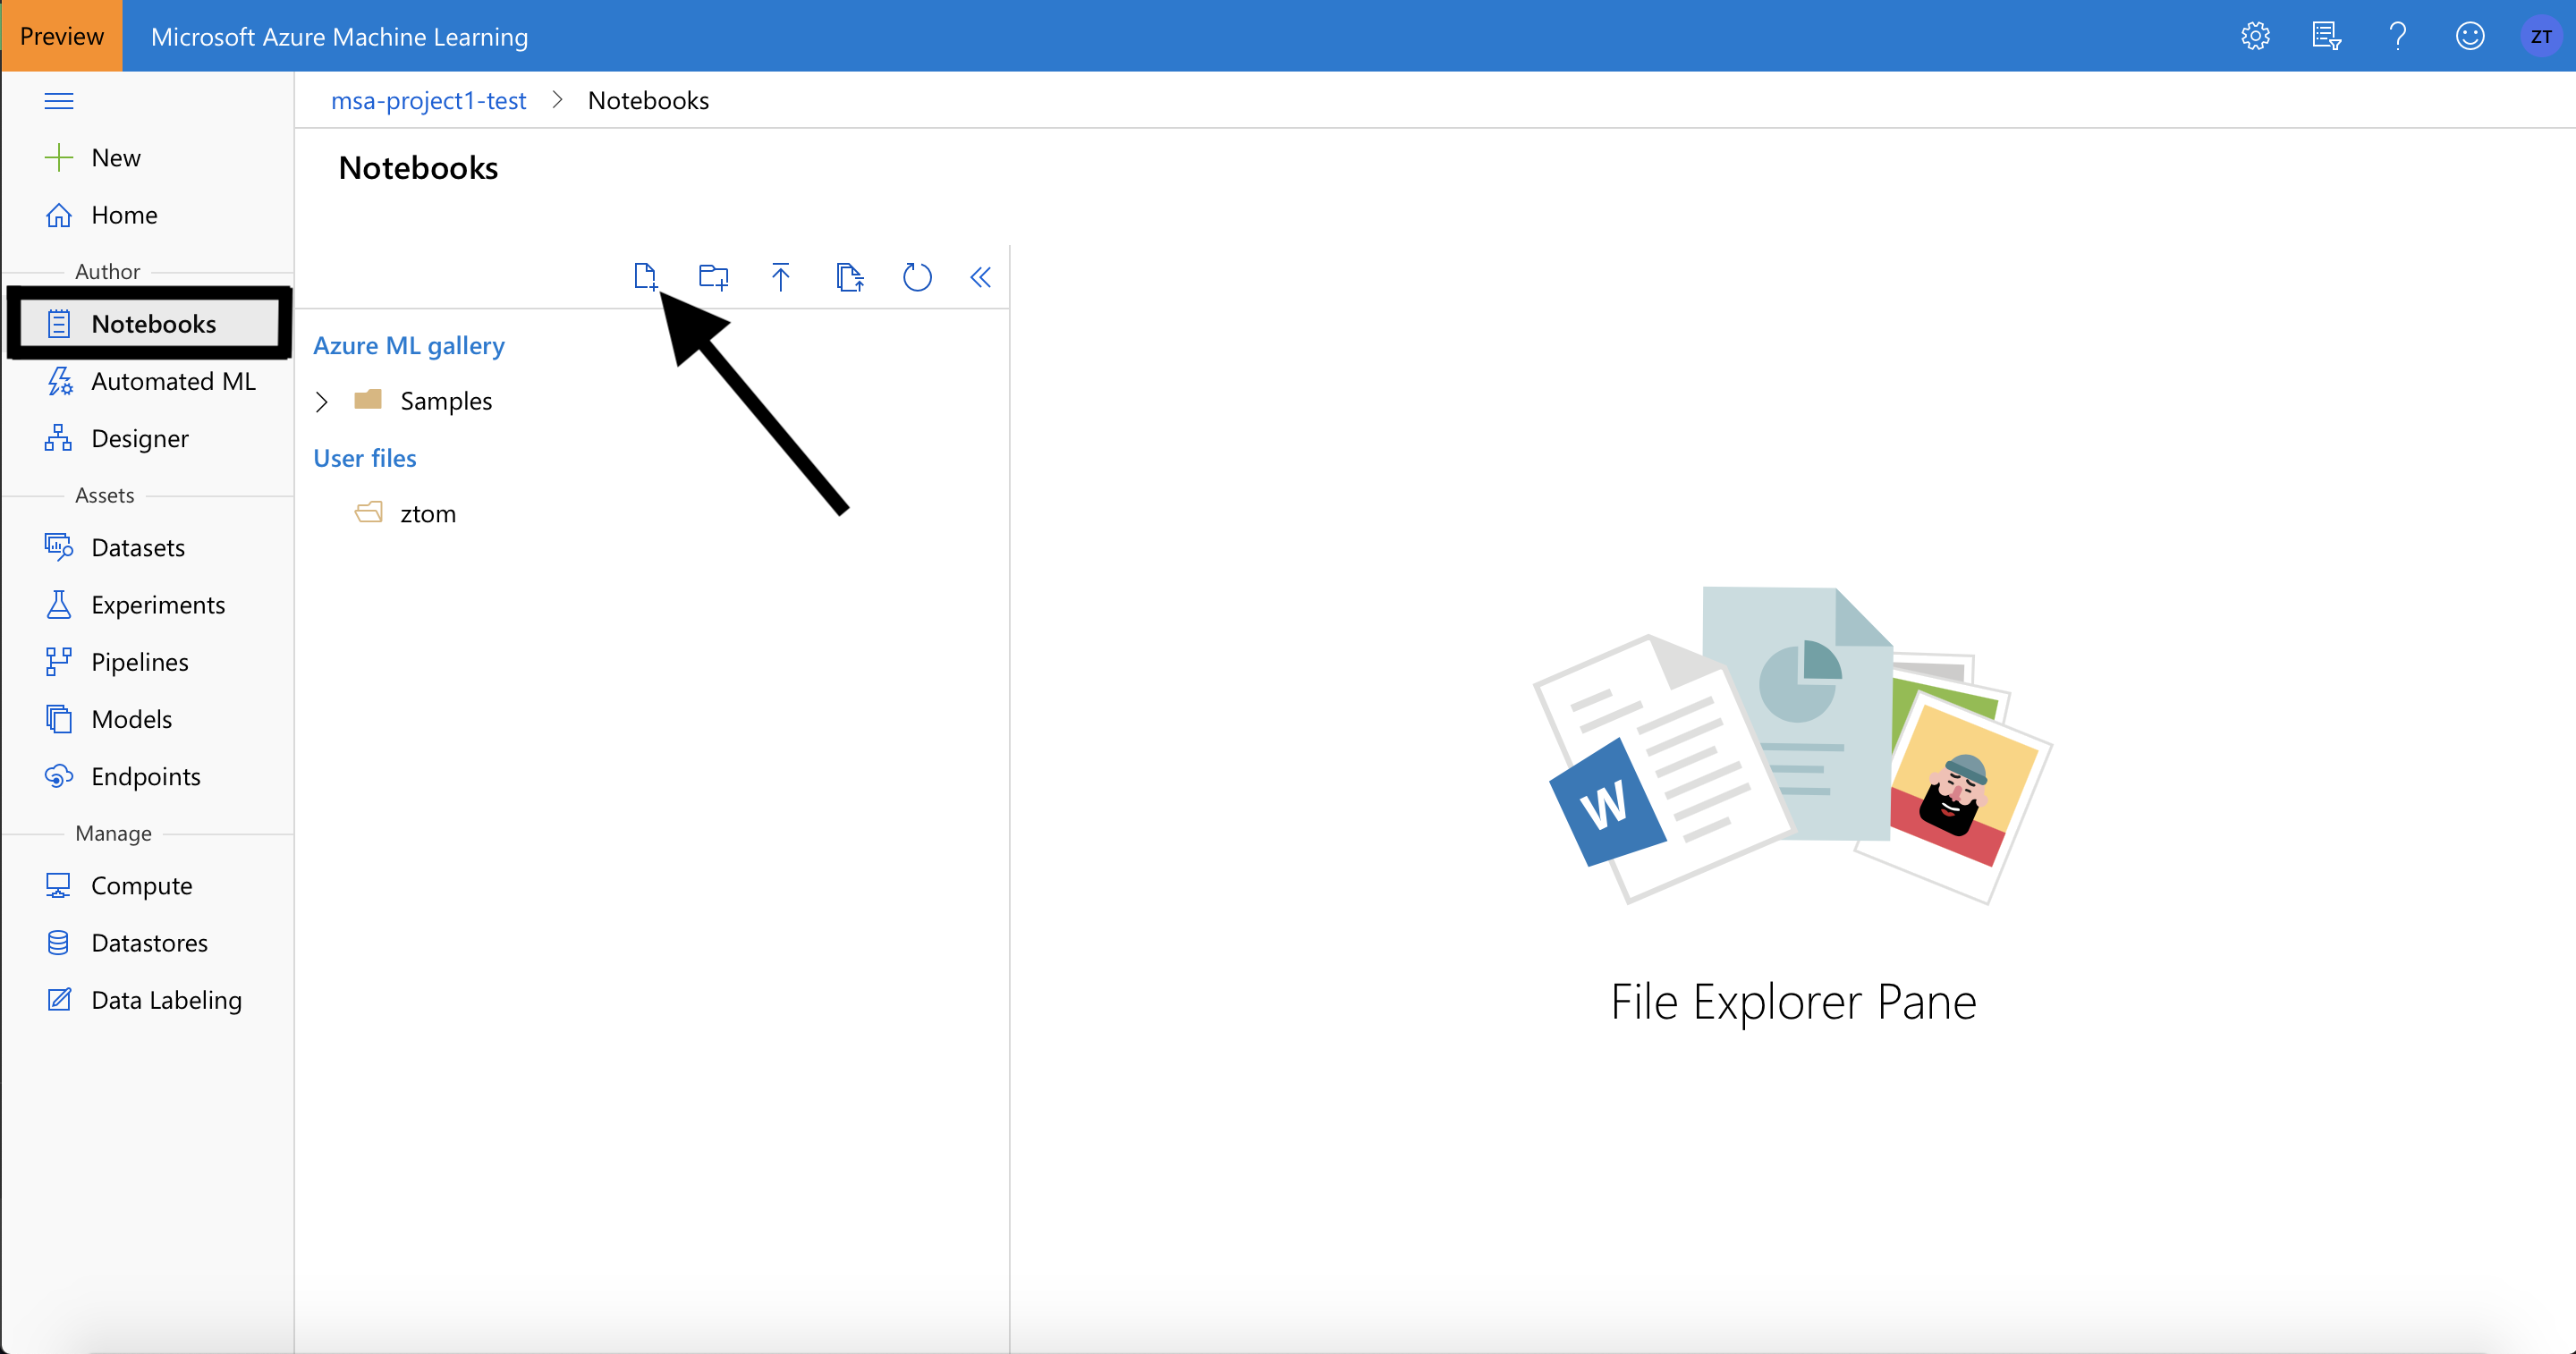 Preview
Microsoft Azure Machine Learning
ZT
msa-project1-test > Notebooks
New
Home
Author
Notebooks
Automated ML
Designer
Assets
Datasets
Experiments
Pipelines
Models
Endpoints
Manage
Compute
Datastores
Data Labeling
Notebooks
Azure ML gallery
Samples
User files
ztom
W
File Explorer Pane